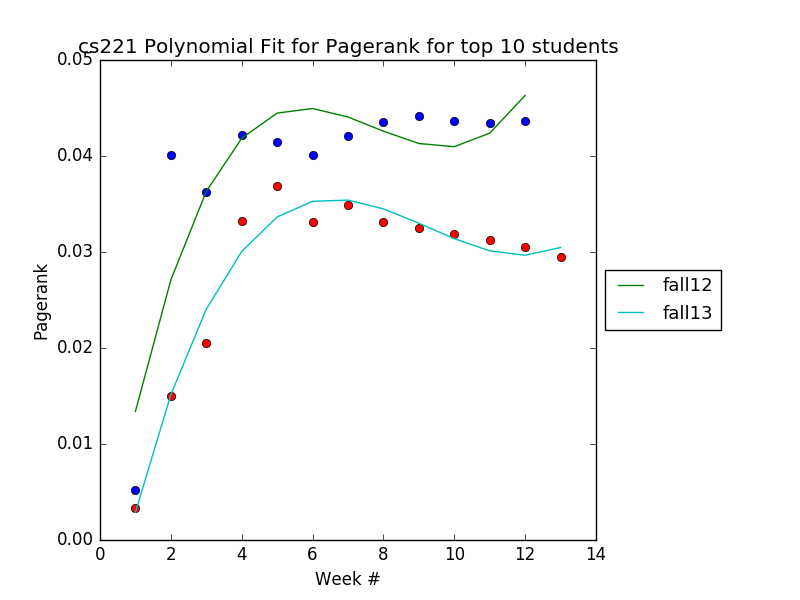 cs221 Polynomial Fit for Pagerank for top 10 students
0.05
0.04
0.03
0.02
0.01
0.00
Pagerank
0 2 4 6 8 10 12 14
Week #
fall12
fall13